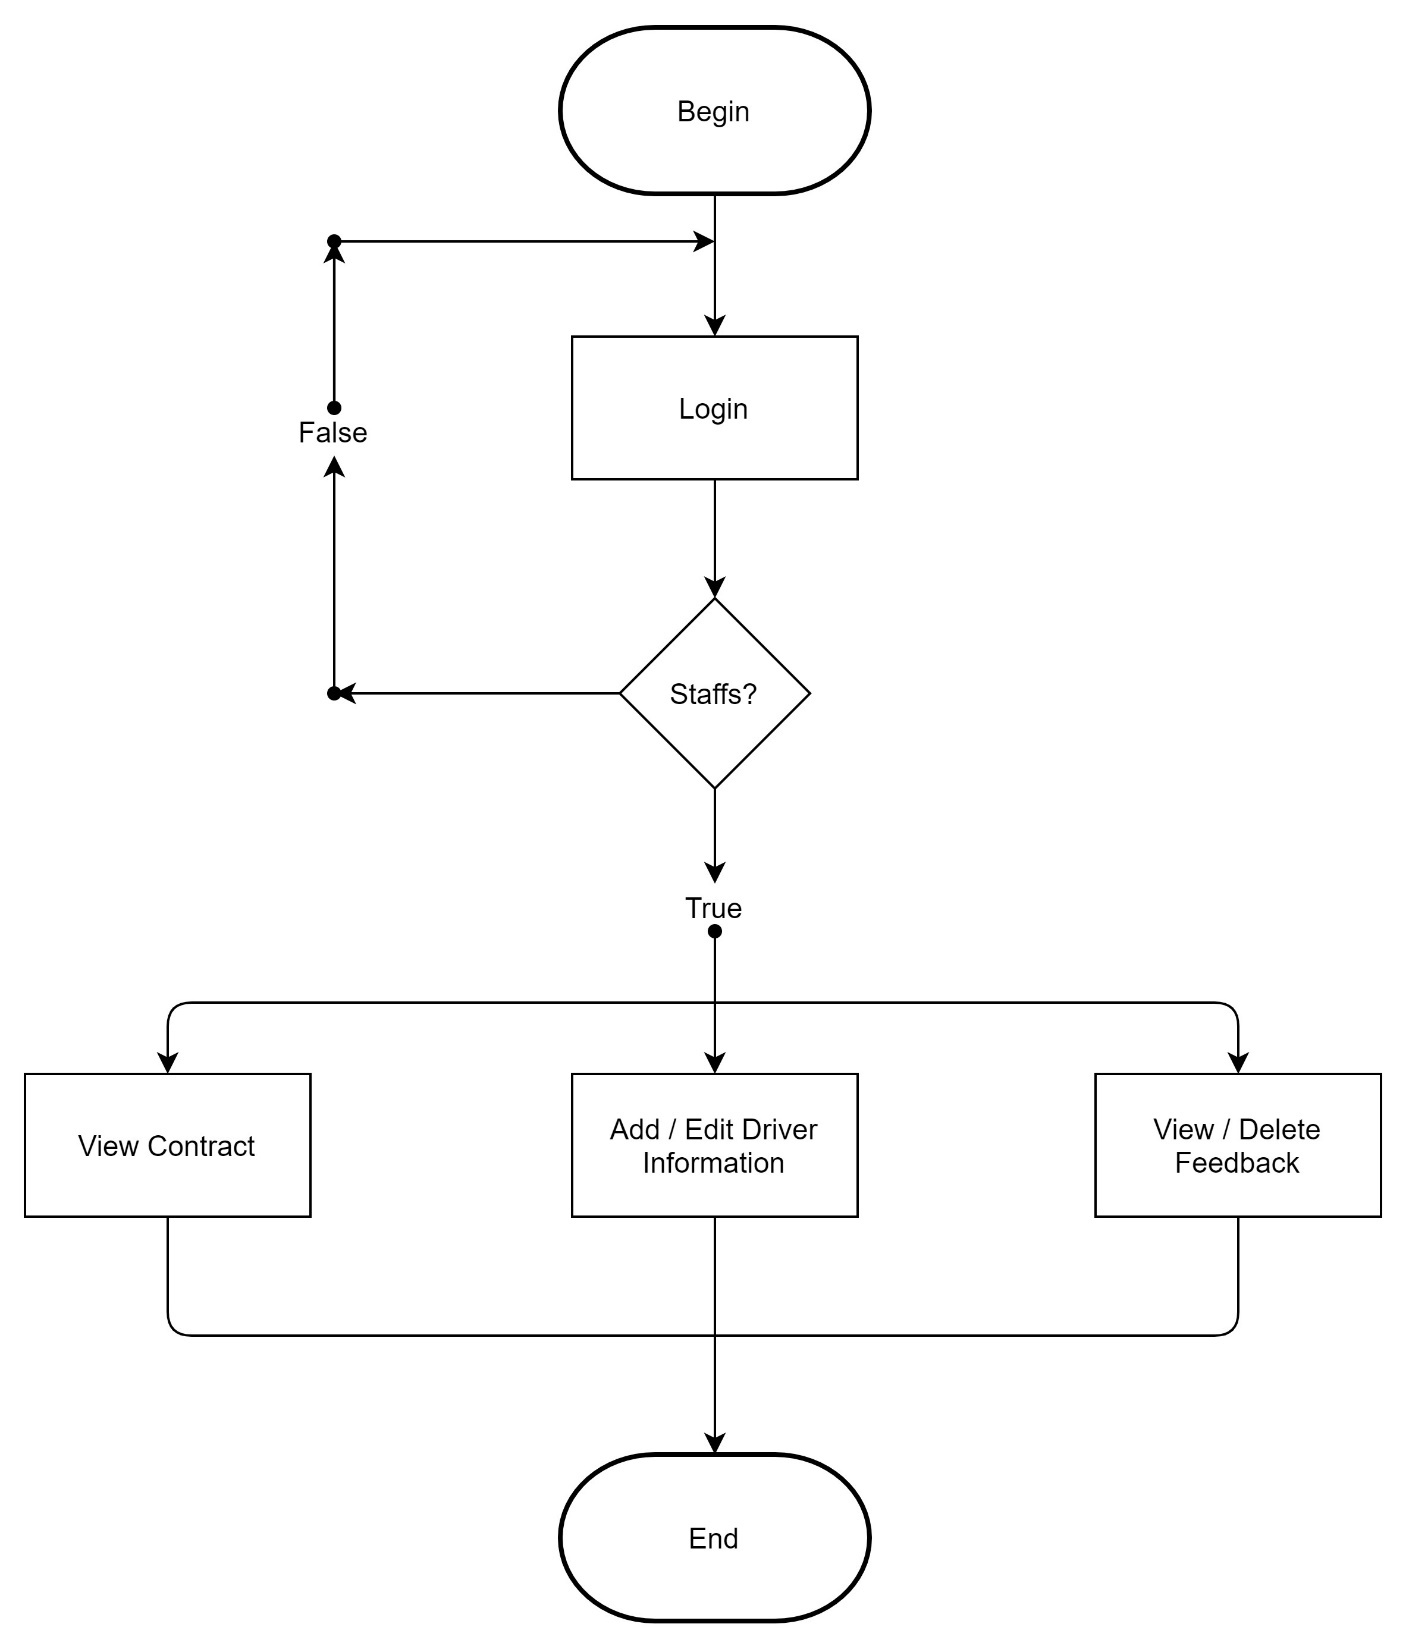 Begin
Login
False
Staffs?
True
View Contract
Add / Edit Driver
Information
View / Delete
Feedback
End